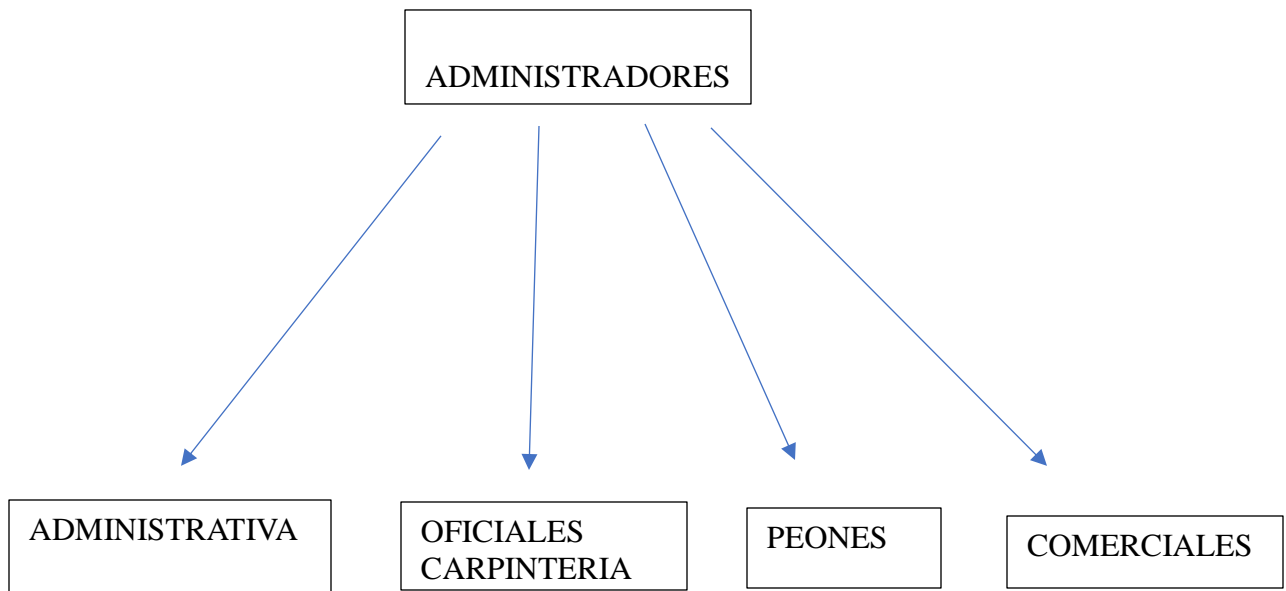 ADMINISTRADORES
ADMINISTRATIVA
OFICIALES
CARPINTERIA
PEONES
COMERCIALES